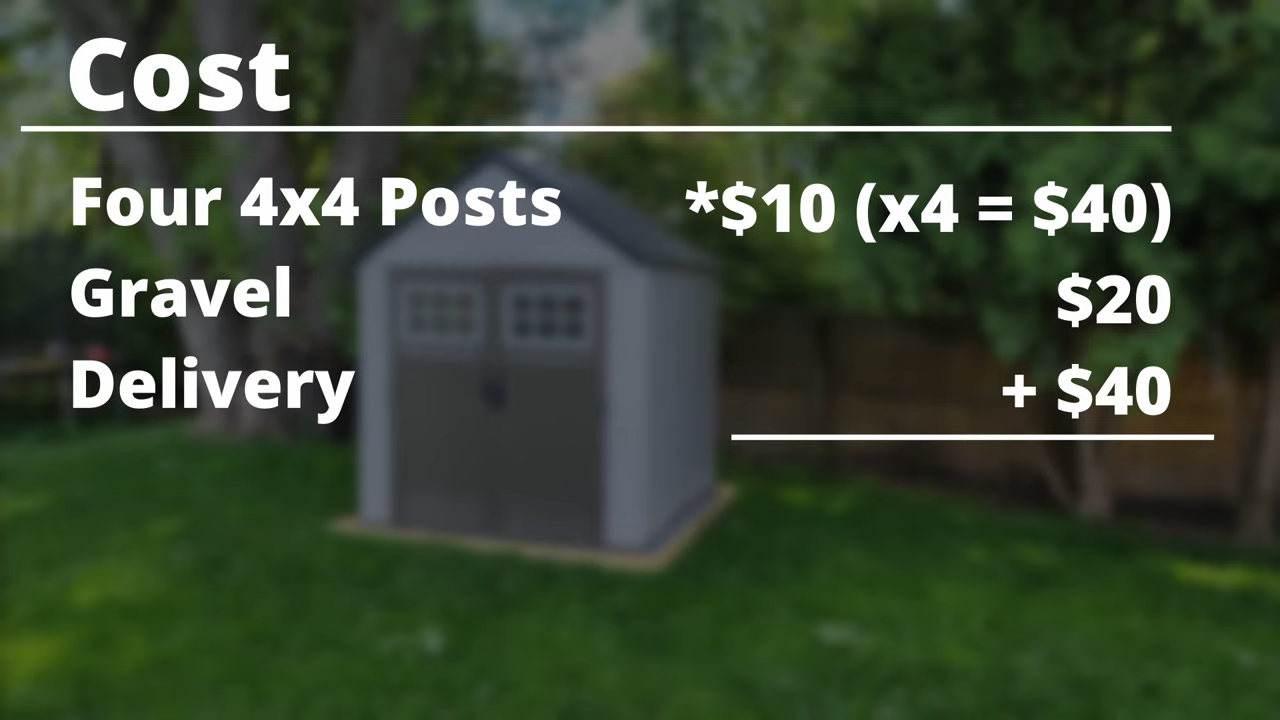 Cost
Four 4x4 Posts *$10 (x4 = $40)
Gravel $20
Delivery + $40